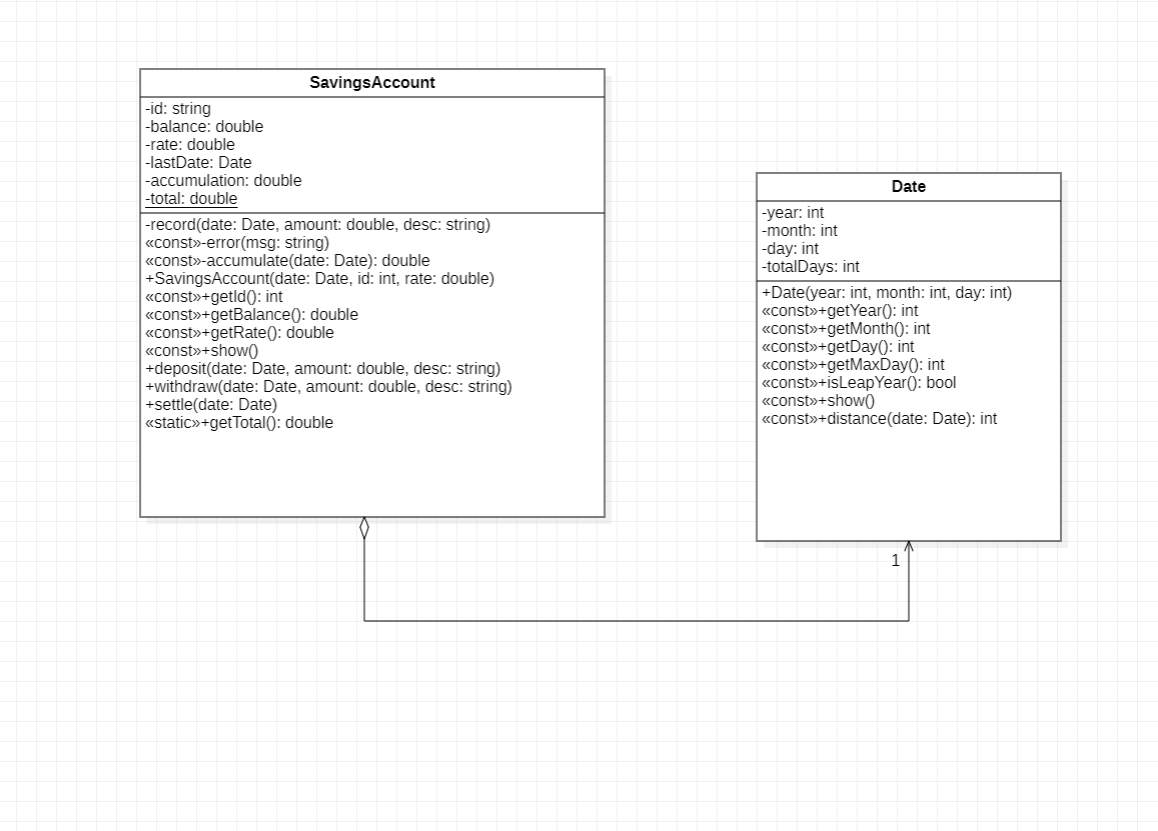 SavingsAccount
-id: string
-balance: double
-rate: double
-lastDate: Date
-accumulation: double
-total: double
-record(date: Date, amount: double, desc: string)
«const»-error(msg: string)
«const»-accumulate(date: Date): double
+SavingsAccount(date: Date, id: int, rate: double)
«const»+getId(): int
«const»+getBalance(): double
«const»+getRate(): double
«const»+show()
+deposit(date: Date, amount: double, desc: string)
+withdraw(date: Date, amount: double, desc: string)
+settle(date: Date)
«static»+getTotal(): double
Date
-year: int
-month: int
-day: int
-totalDays: int
+Date(year: int, month: int, day: int)
«const»+getYear(): int
«const»+getMonth(): int
«const»+getDay(): int
«const»+getMaxDay(): int
«const»+isLeapYear(): bool
«const»+show()
«const»+distance(date: Date): int
1